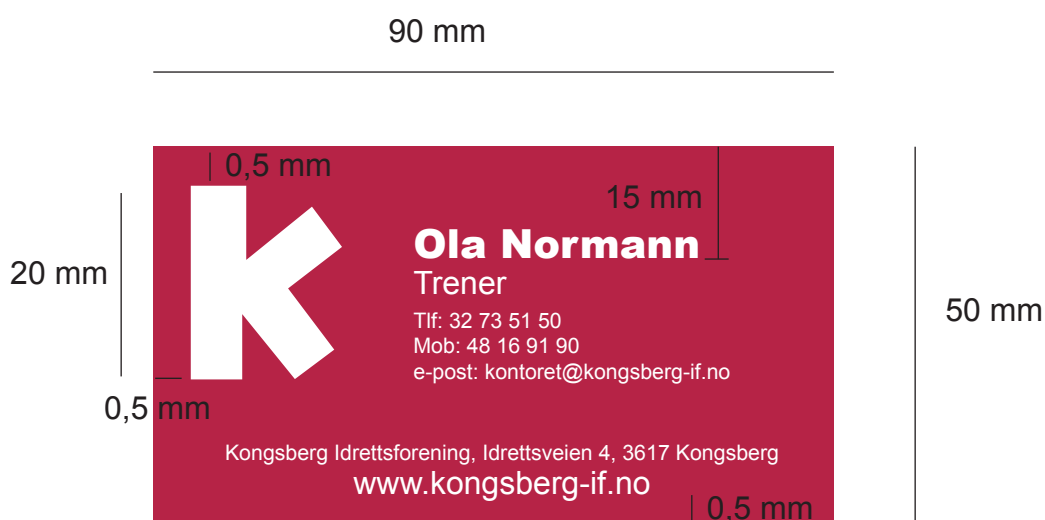 90 mm
0,5 mm
15 mm
20 mm
Ola Normann
Trener
50 mm
Tlf: 32 73 51 50
Mob: 48 16 91 90
e-post: kontoret@kongsberg-if.no
0,5 mm
Kongsberg Idrettsforening, Idrettsveien 4, 3617 Kongsberg
www.kongsberg-if.no
0,5 mm